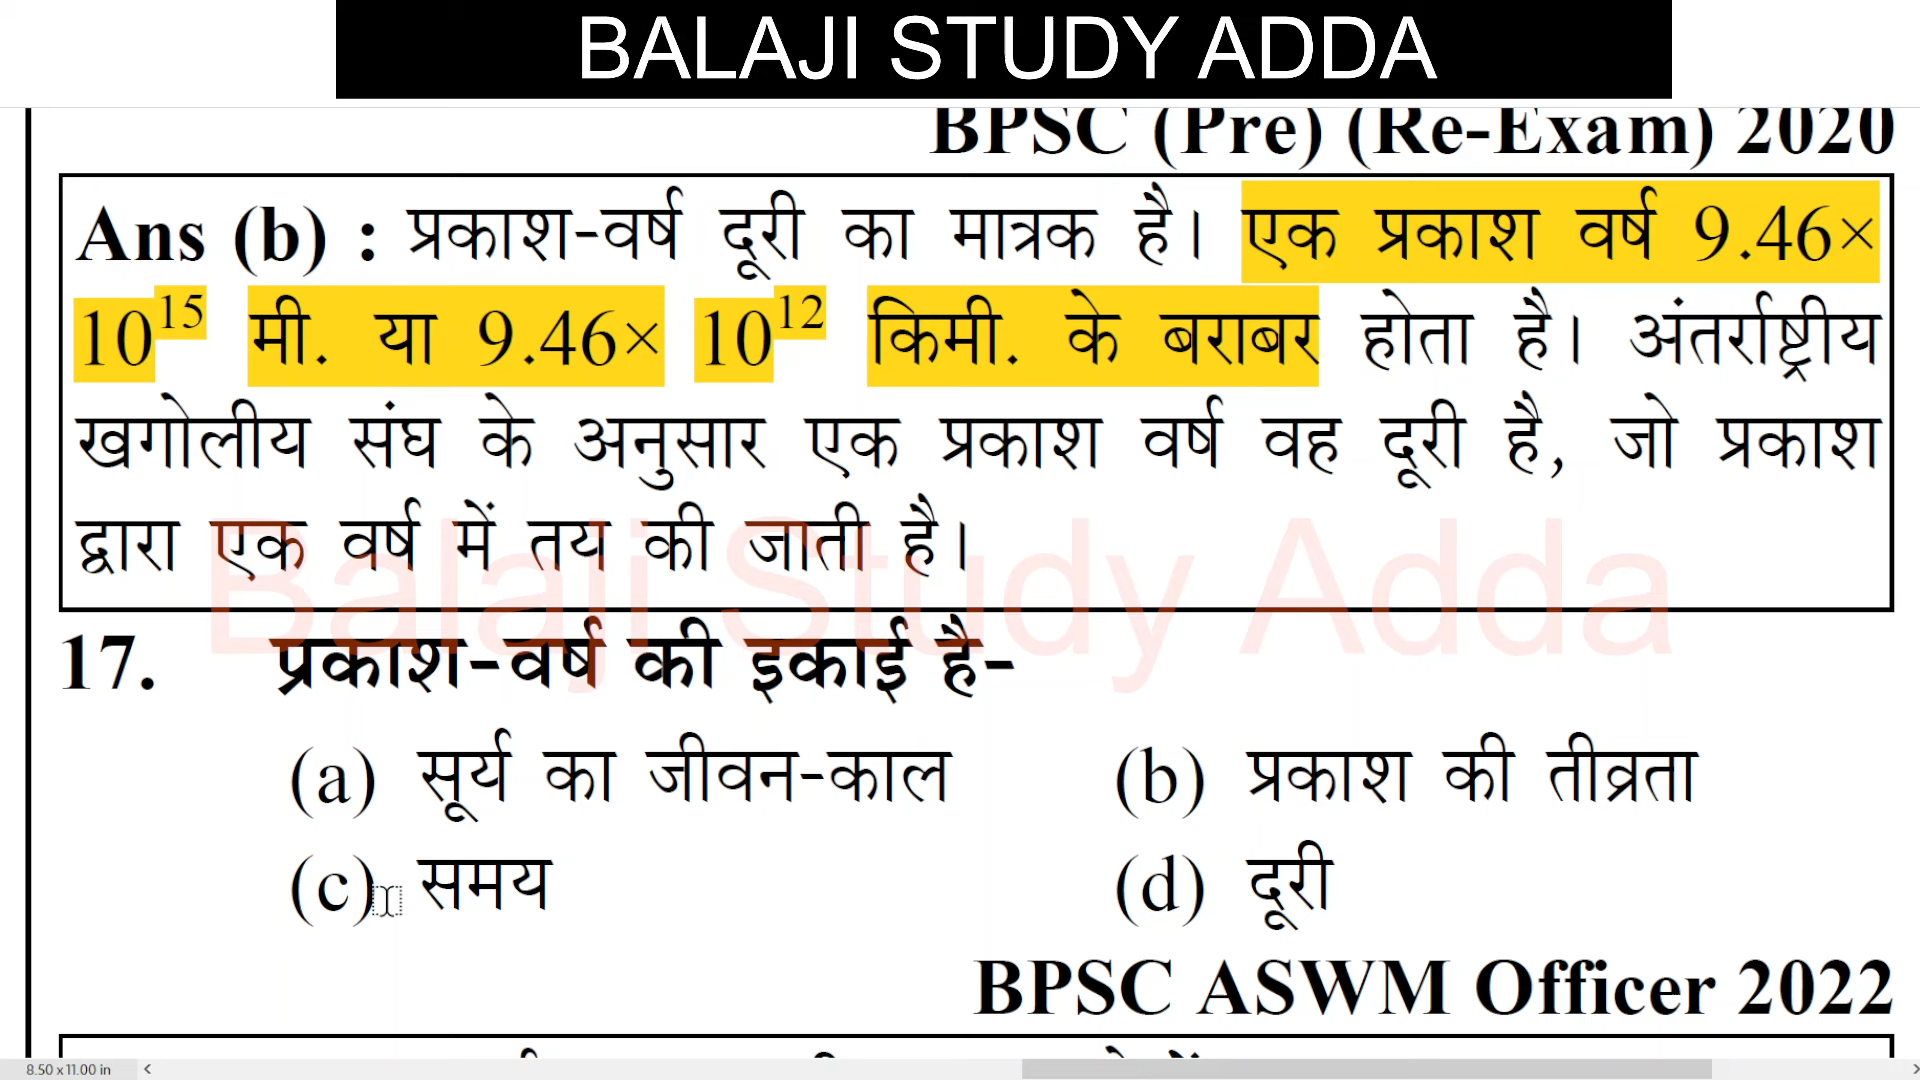 BALAJI STUDY ADDA
BPSC (Pre) (Re-Exam) 2020
Ans (b) : प्रकाश-वर्ष दूरी का मात्रक है। एक प्रकाश वर्ष 9.46×
10¹⁵ मी. या 9.46× 10¹² किमी. के बराबर होता है। अंतर्राष्ट्रीय
खगोलीय संघ के अनुसार एक प्रकाश वर्ष वह दूरी है, जो प्रकाश
द्वारा एक वर्ष में तय की जाती है।
Balaji Study Adda
17. प्रकाश-वर्ष की इकाई है-
(a) सूर्य का जीवन-काल (b) प्रकाश की तीव्रता
(c) समय (d) दूरी
BPSC ASWM Officer 2022
8.50 x 11.00 in